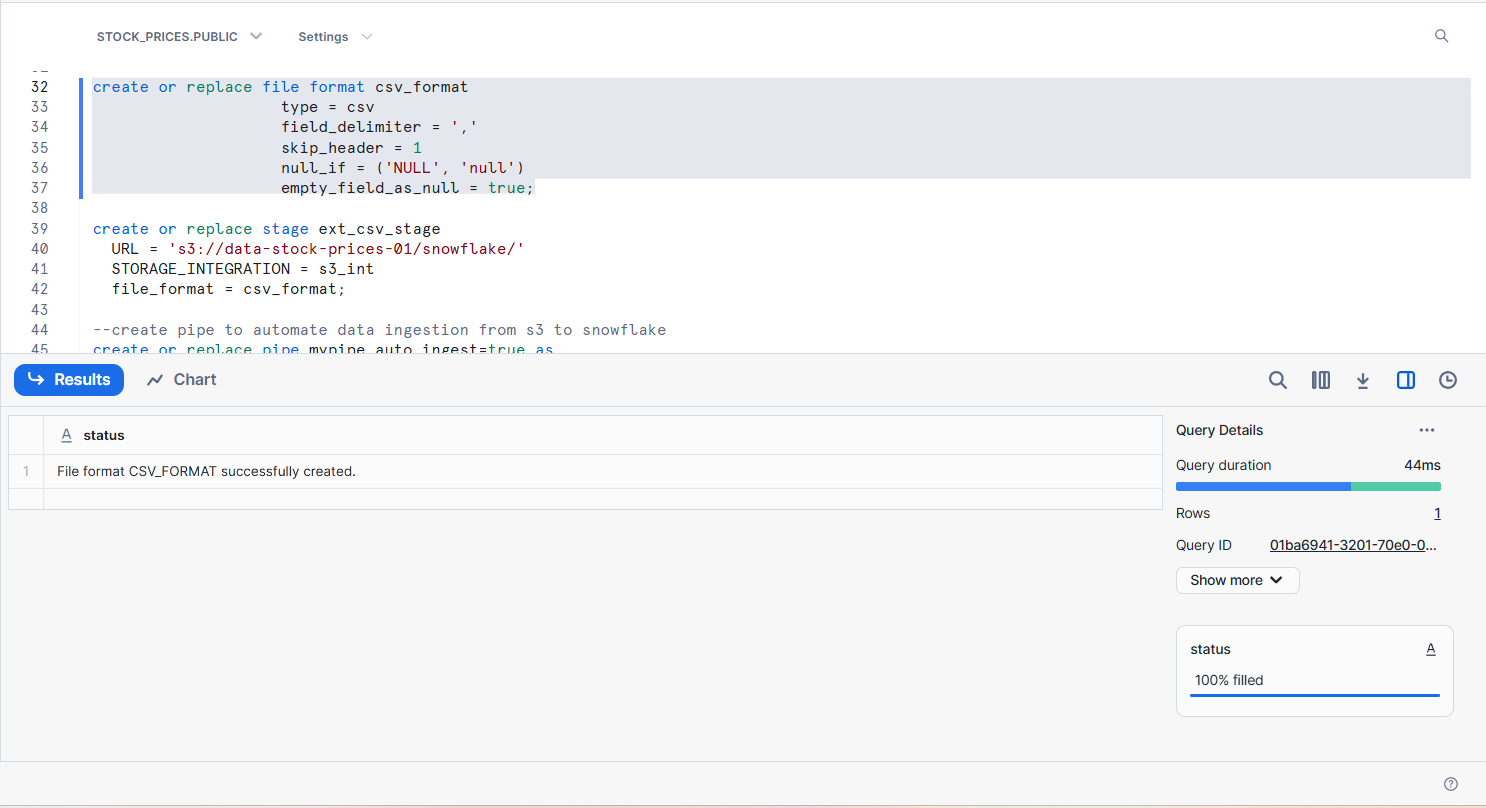 STOCK_PRICES.PUBLIC Settings
32 create or replace file format csv_format
33 type = csv
34 field_delimiter = ','
35 skip_header = 1
36 null_if = ('NULL', 'null')
37 empty_field_as_null = true;
38
39 create or replace stage ext_csv_stage
40 URL = 's3://data-stock-prices-01/snowflake/'
41 STORAGE_INTEGRATION = s3_int
42 file_format = csv_format;
43
44 --create pipe to automate data ingestion from s3 to snowflake
45 create or replace pipe mypipe auto_ingest=true as
Results Chart
A status
1 File format CSV_FORMAT successfully created.
Query Details ...
Query duration 44ms
Rows 1
Query ID 01ba6941-3201-70e0-0...
Show more
status A
100% filled